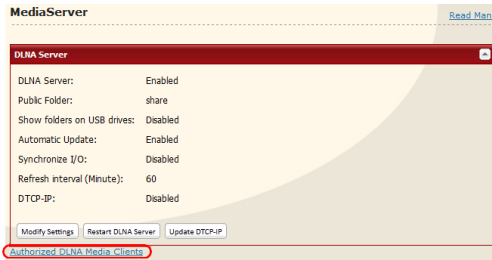 MediaServer
Read Man
DLNA Server
DLNA Server: Enabled
Public Folder: share
Show folders on USB drives: Disabled
Automatic Update: Enabled
Synchronize I/O: Disabled
Refresh interval (Minute): 60
DTCP-IP: Disabled
Modify Settings Restart DLNA Server Update DTCP-IP
Authorized DLNA Media Clients